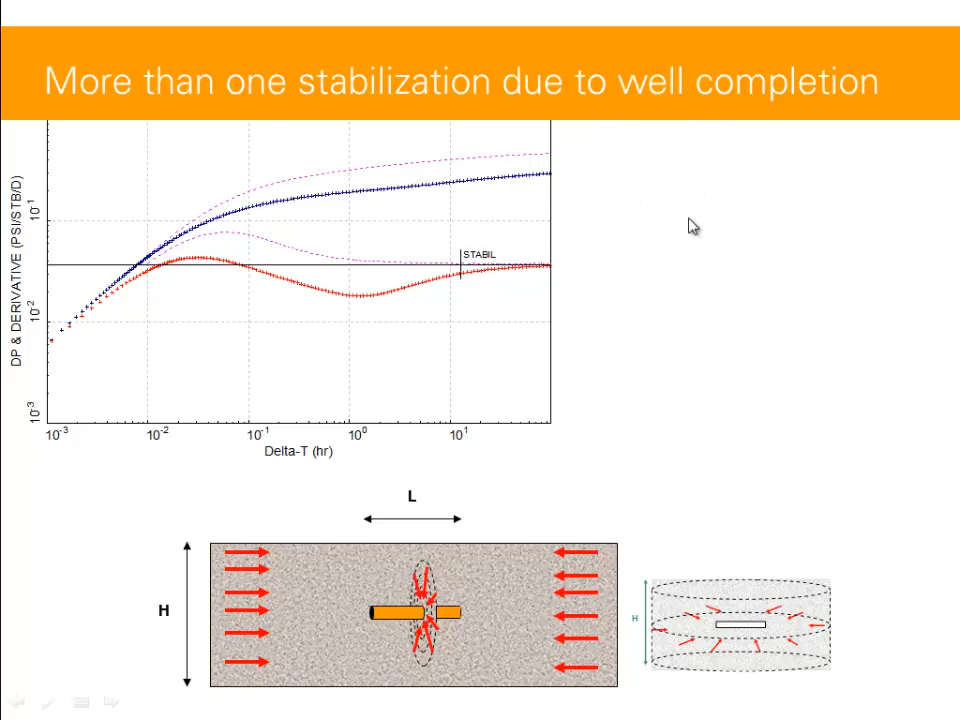 More than one stabilization due to well completion
DP & DERIVATIVE (PSI/STB/D)
10-1
10-2
10-3
STABIL
10-3
10-2
10-1
100
101
Delta-T (hr)
L
H
H